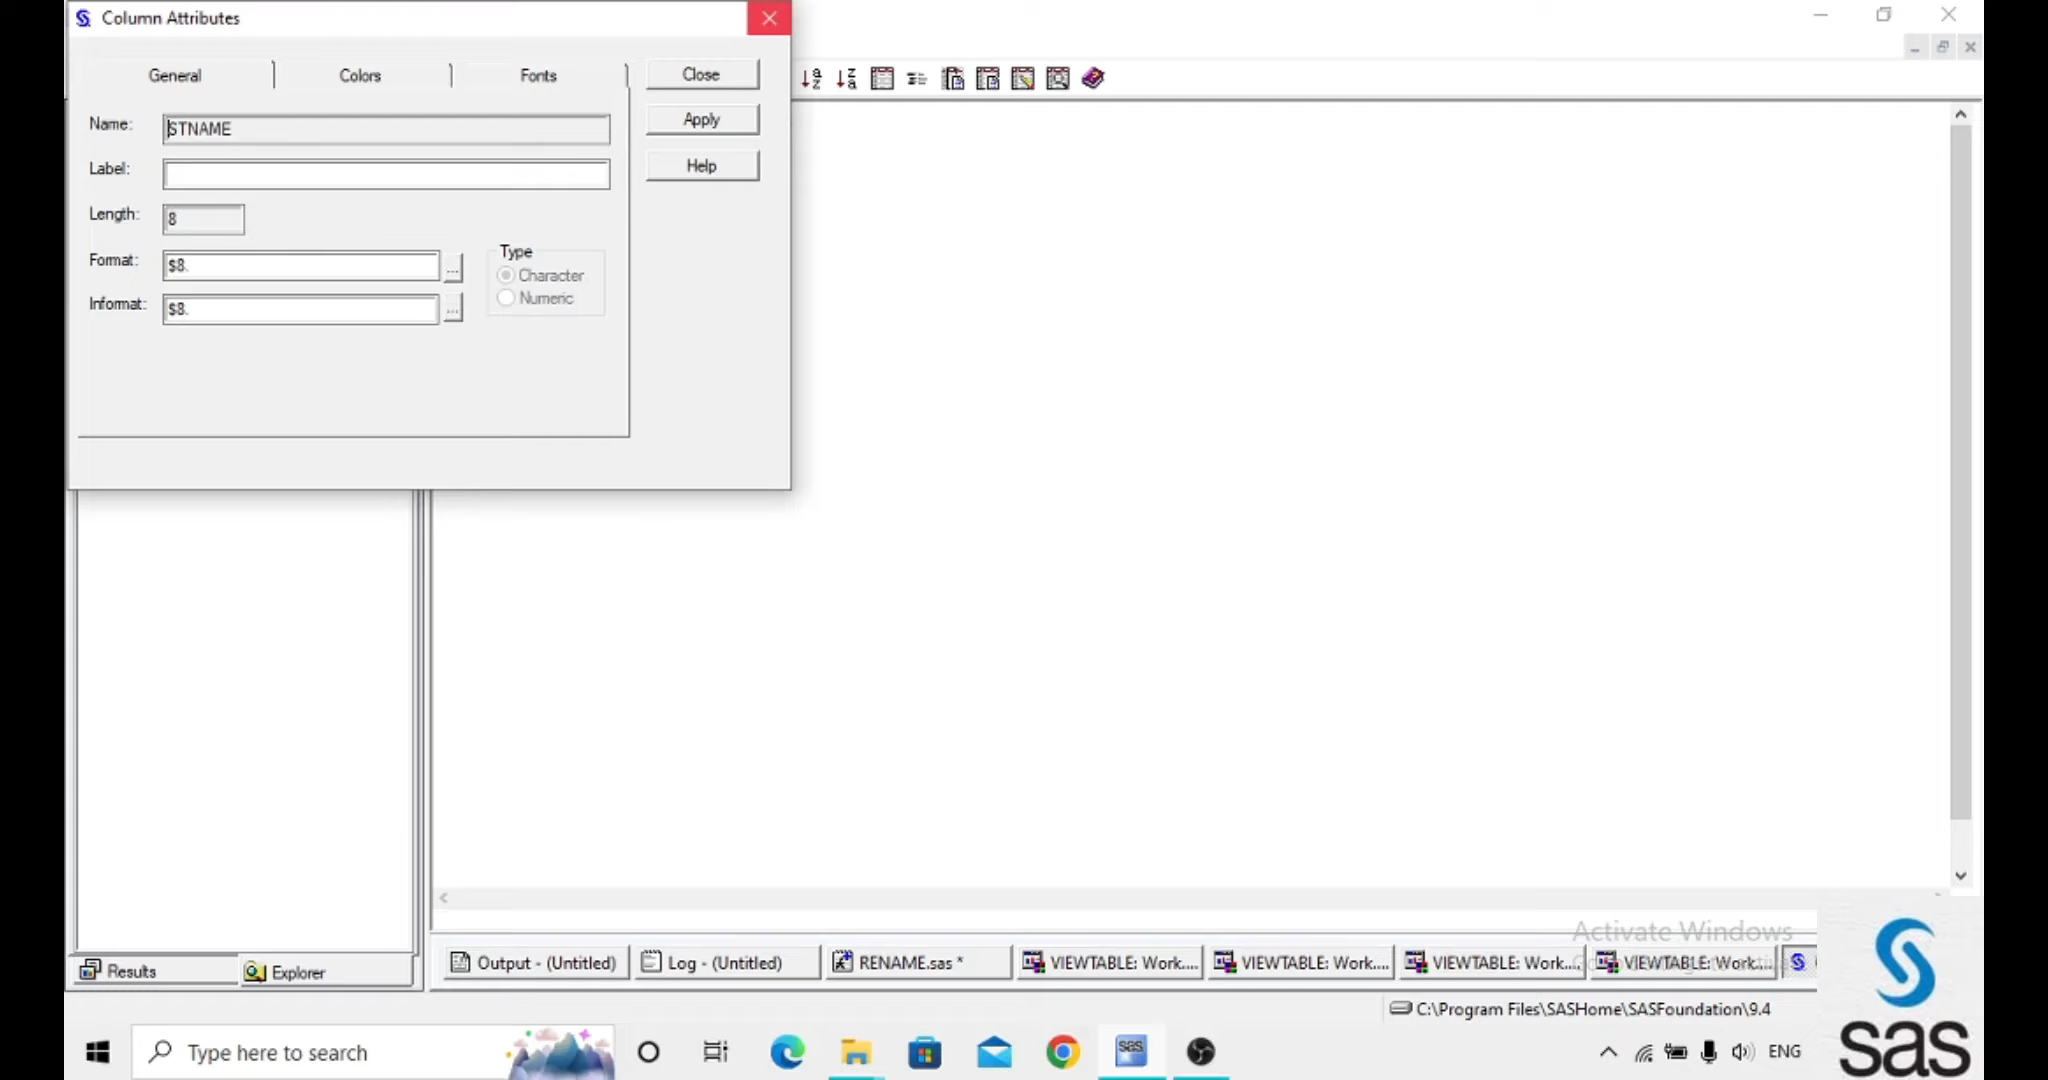 Column Attributes
General
Colors
Fonts
Close
Name:
STNAME
Apply
Label:
Help
Length:
8
Format:
$8.
...
Type
Character
Informat:
$8.
...
Numeric
Activate Windows
Results
Explorer
Output - (Untitled)
Log - (Untitled)
RENAME.sas *
VIEWTABLE: Work....
VIEWTABLE: Work....
VIEWTABLE: Work....
VIEWTABLE: Work....
C:\Program Files\SASHome\SASFoundation\9.4
Type here to search
sas
ENG
sas